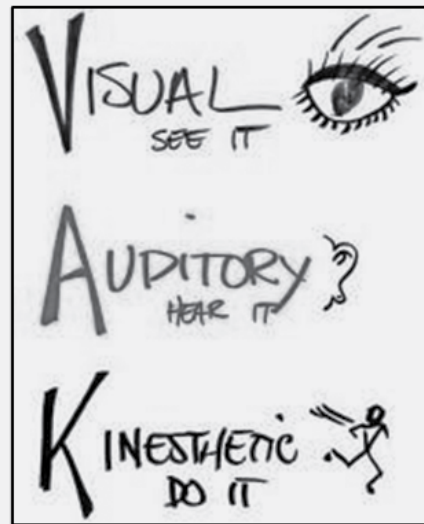 VISUAL
SEE IT
AUDITORY
HEAR IT
KINESTHETIC
DO IT